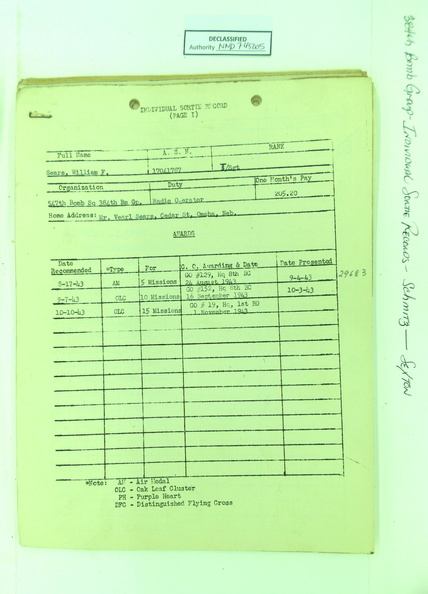 DECLASSIFIED
Authority NND 745005
384th Bomb Group - Individual Sortie Records - Schmitz — Sexton
INDIVIDUAL SORTIE RECORD
(PAGE I)
Full Name A. S. N. RANK
Sears, William F. 17041787 T/Sgt
Organization Duty One Month's Pay
547th Bomb Sq 384th Bm Gp. Radio Operator 205.20
Home Address: Mr. Vearl Sears, Cedar St, Omaha, Neb.
AWARDS
Date Recommended *Type For G. O. Awarding & Date Date Presented
8-17-43 AM 5 Missions GO #129, Hq 8th BC 24 August 1943 9-4-43
9-7-43 OLC 10 Missions GO #152, Hq 8th BC 16 September 1943 10-3-43
10-10-43 OLC 15 Missions GO # 19, Hq, 1st BD 1 November 1943
29683
*Note: AM - Air Medal
OLC - Oak Leaf Cluster
PH - Purple Heart
DFC - Distinguished Flying Cross